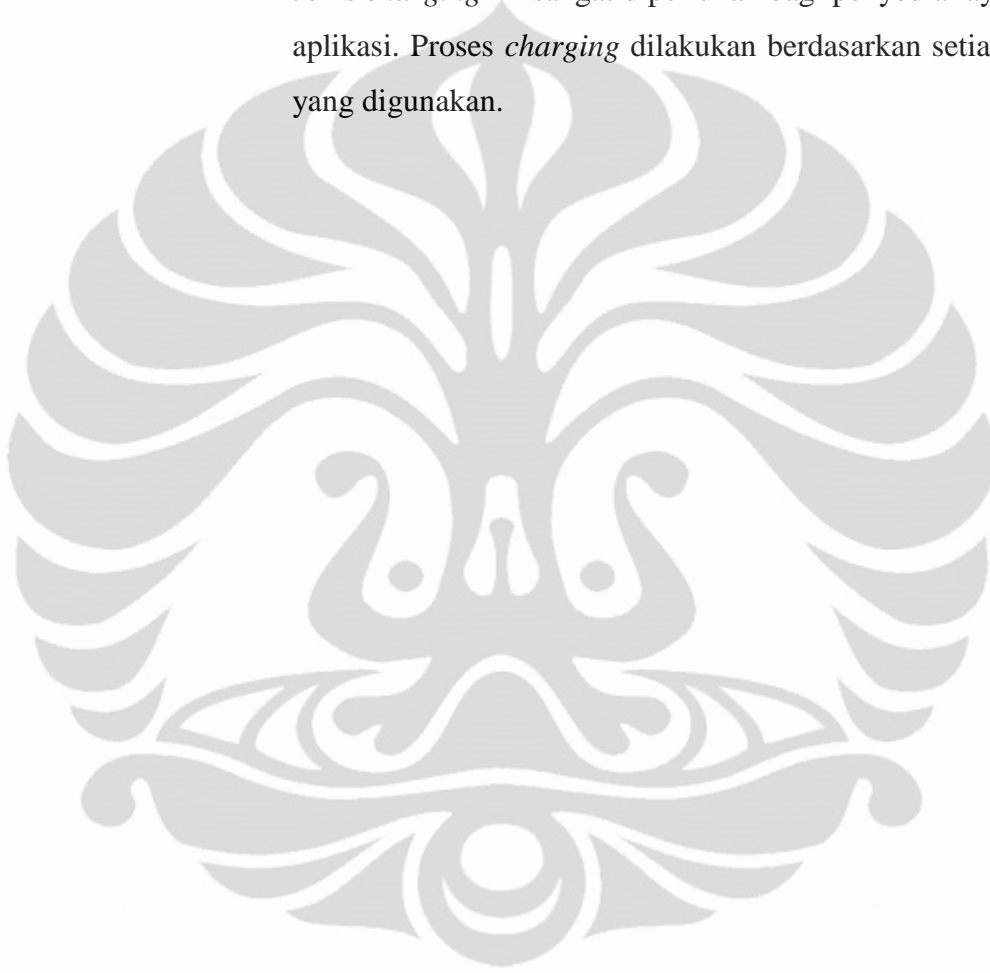 aplikasi. Proses charging dilakukan berdasarkan setia
yang digunakan.